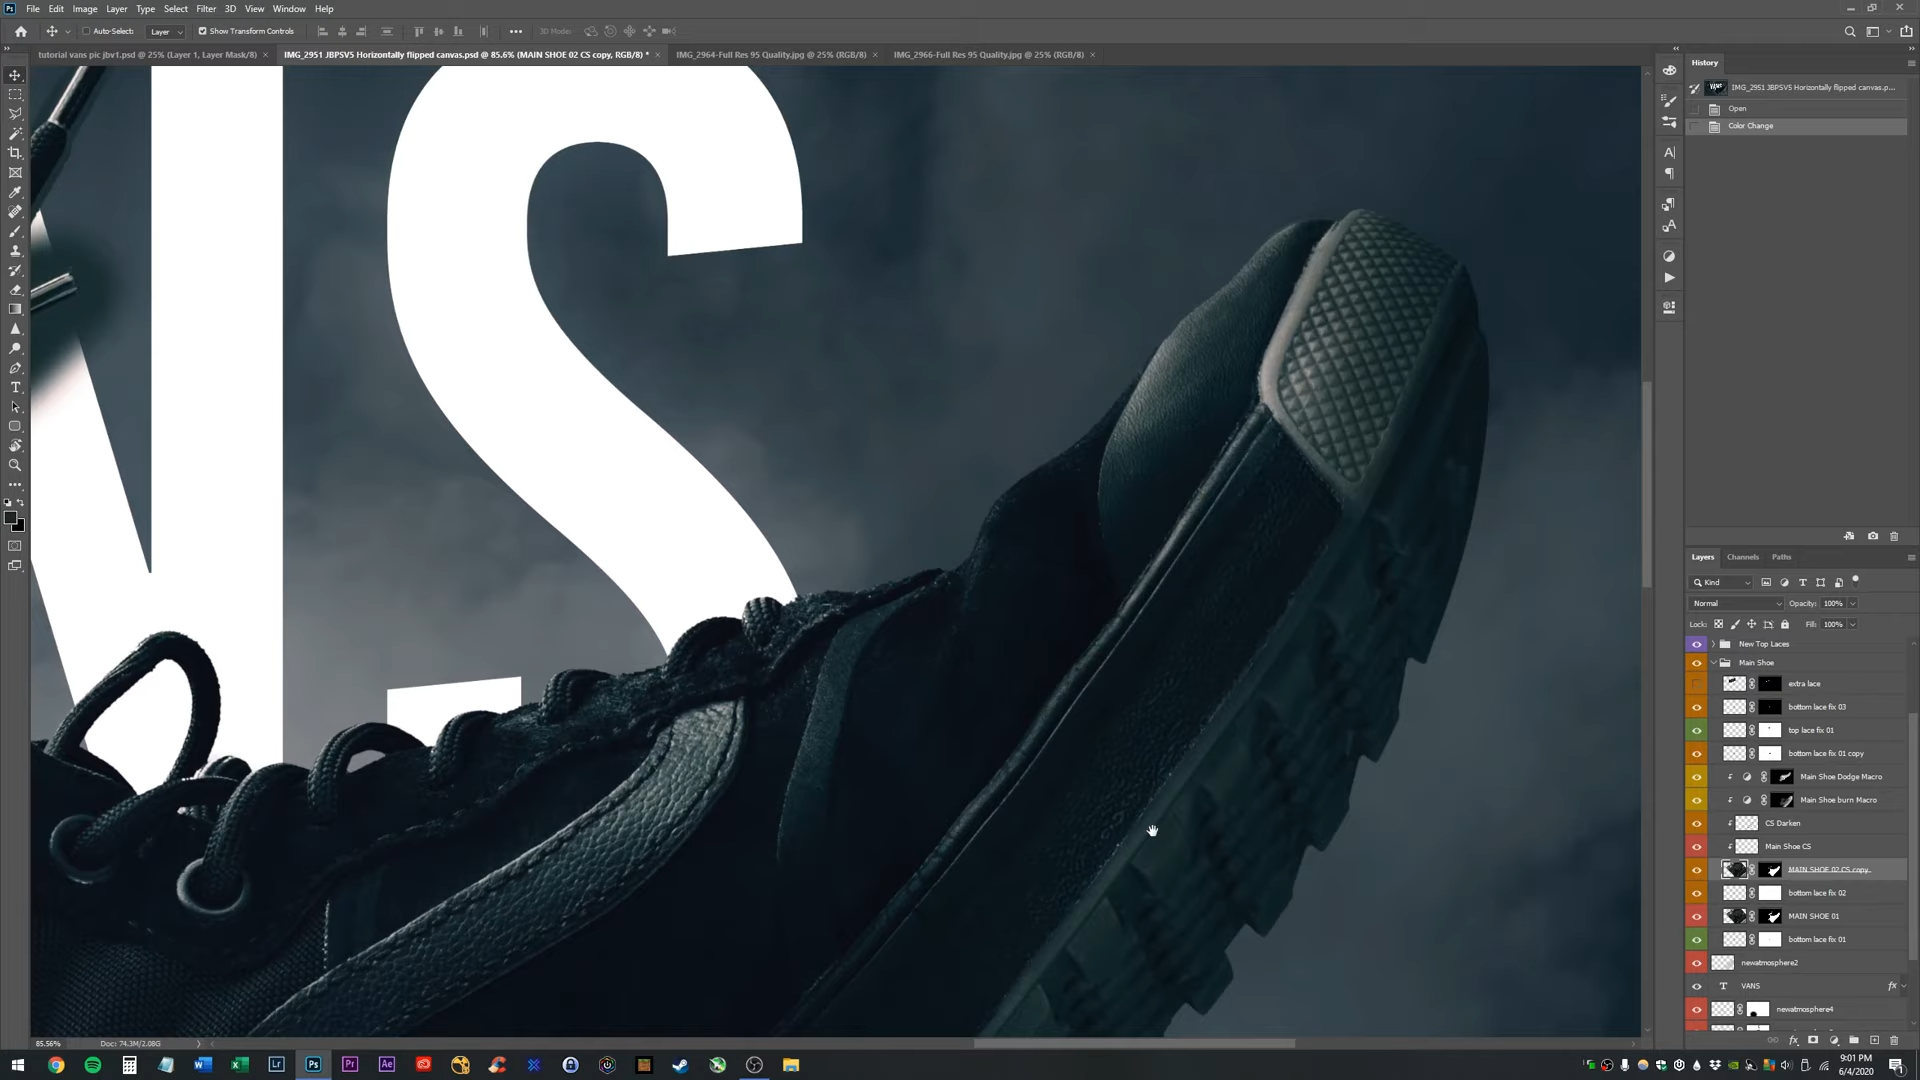 Ps File Edit Image Layer Type Select Filter 3D View Window Help
Auto-Select: Layer Show Transform Controls 3D Mode:
tutorial vans pic jbv1.psd @ 25% (Layer 1, Layer Mask/8) × IMG_2951 JBPSV5 Horizontally flipped canvas.psd @ 85.6% (MAIN SHOE 02 CS copy, RGB/8) * × IMG_2964-Full Res 95 Quality.jpg @ 25% (RGB/8) × IMG_2966-Full Res 95 Quality.jpg @ 25% (RGB/8) ×
History
IMG_2951 JBPSV5 Horizontally flipped canvas.p...
Open
Color Change
NS
Layers Channels Paths
Kind
Normal Opacity: 100%
Lock: Fill: 100%
New Top Laces
Main Shoe
extra lace
bottom lace fix 03
top lace fix 01
bottom lace fix 01 copy
Main Shoe Dodge Macro
Main Shoe burn Macro
CS Darken
Main Shoe CS
MAIN SHOE 02 CS copy
bottom lace fix 02
MAIN SHOE 01
bottom lace fix 01
newatmosphere2
T VANS fx
newatmosphere4
85.56% Doc: 74.3M/2.08G
9:01 PM
6/4/2020